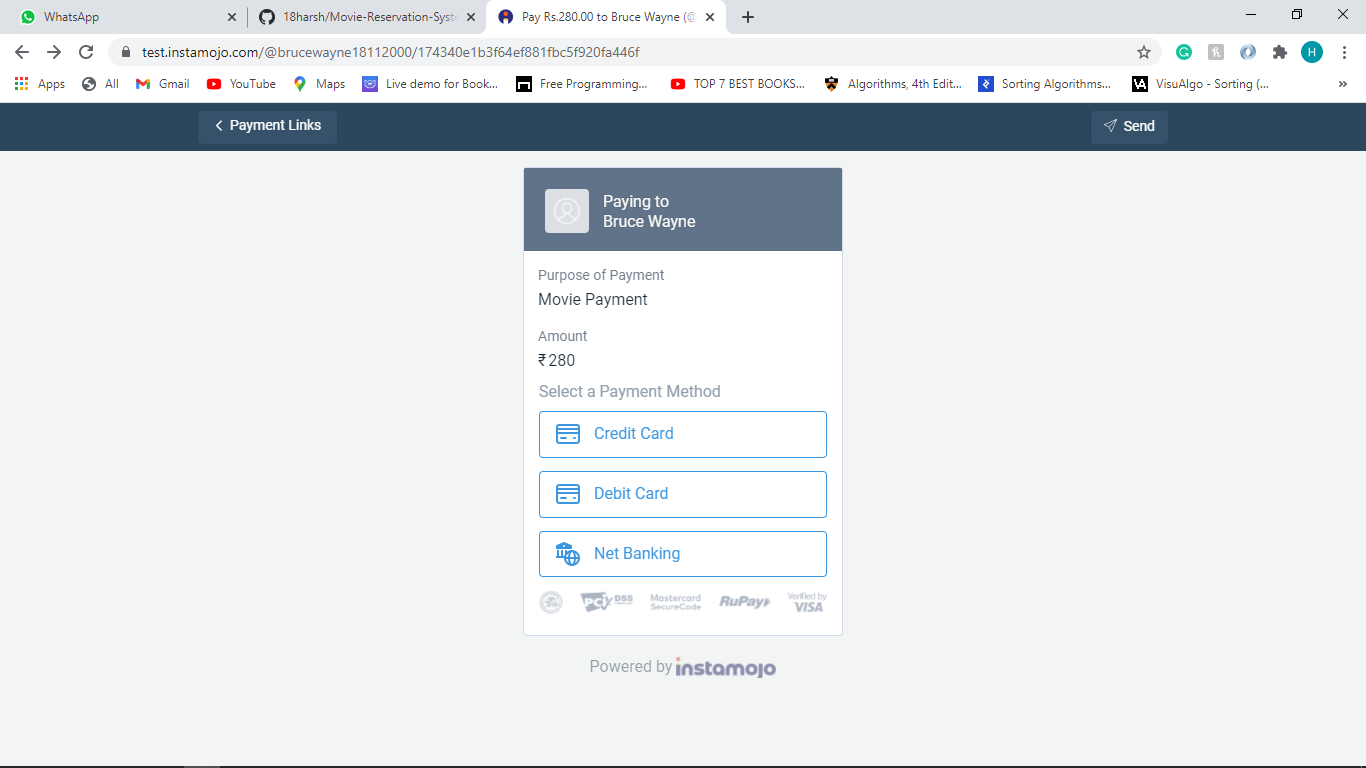 WhatsApp
18harsh/Movie-Reservation-Syste
Pay Rs.280.00 to Bruce Wayne (@
test.instamojo.com/@brucewayne18112000/174340e1b3f64ef881fbc5f920fa446f
H
Apps
All
Gmail
YouTube
Maps
Live demo for Book...
Free Programming...
TOP 7 BEST BOOKS...
Algorithms, 4th Edit...
Sorting Algorithms...
VisuAlgo - Sorting (...
Payment Links
Send
Paying to
Bruce Wayne
Purpose of Payment
Movie Payment
Amount
₹280
Select a Payment Method
Credit Card
Debit Card
Net Banking
PCI DSS
Mastercard
SecureCode
RuPay
Verified by
VISA
Powered by instamojo